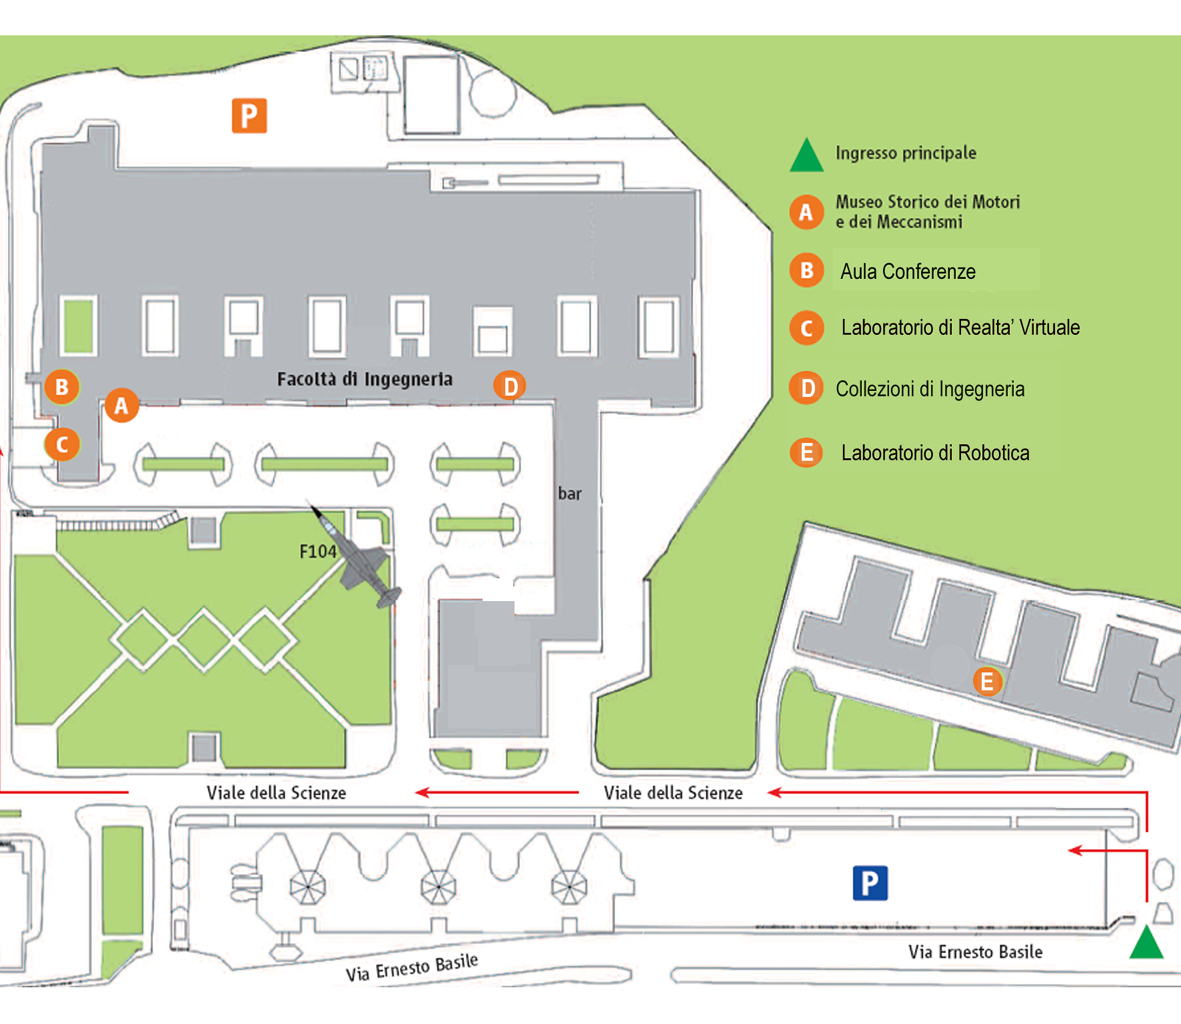 P
Ingresso principale
A Museo Storico dei Motori
e dei Meccanismi
B Aula Conferenze
C Laboratorio di Realta' Virtuale
D Collezioni di Ingegneria
E Laboratorio di Robotica
Facoltà di Ingegneria
D
B
A
C
bar
F104
E
Viale della Scienze
Viale della Scienze
P
Via Ernesto Basile
Via Ernesto Basile